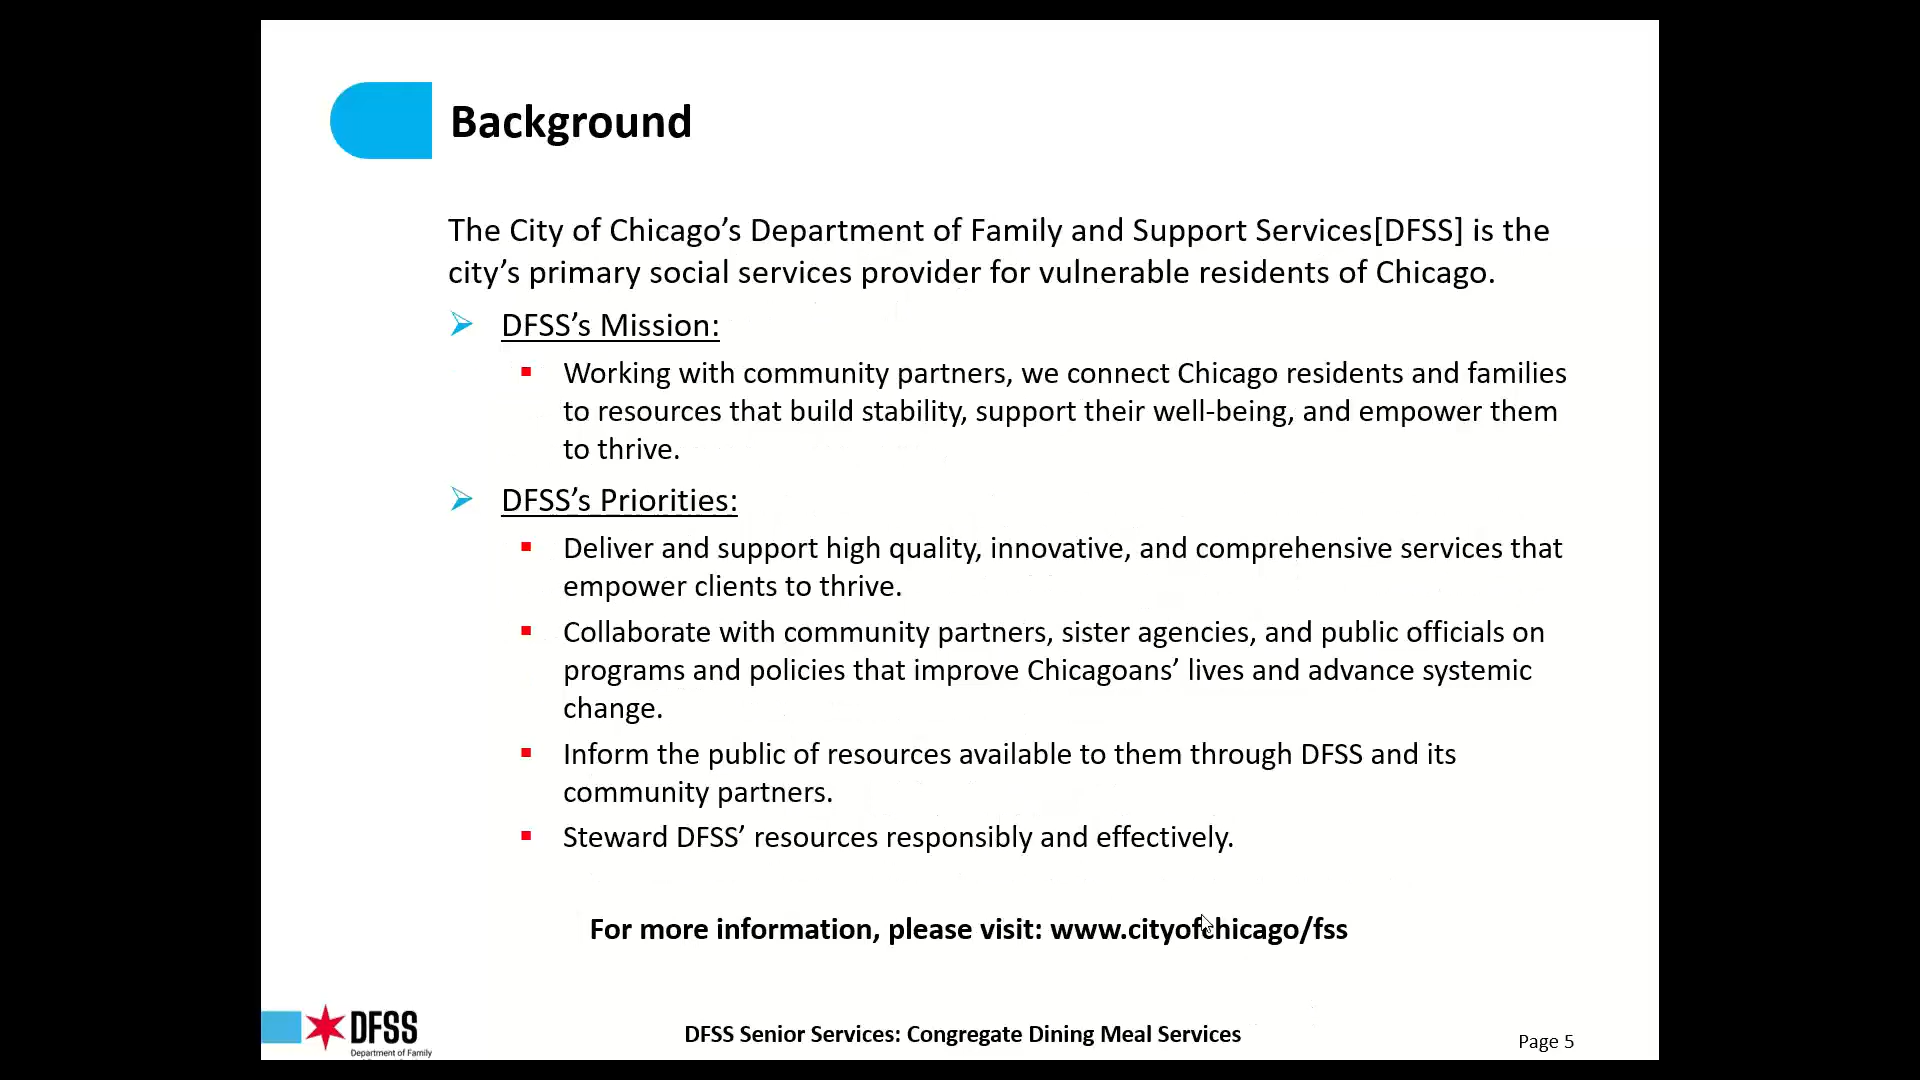 Background
The City of Chicago’s Department of Family and Support Services[DFSS] is the
city’s primary social services provider for vulnerable residents of Chicago.
DFSS’s Mission:
Working with community partners, we connect Chicago residents and families
to resources that build stability, support their well-being, and empower them
to thrive.
DFSS’s Priorities:
Deliver and support high quality, innovative, and comprehensive services that
empower clients to thrive.
Collaborate with community partners, sister agencies, and public officials on
programs and policies that improve Chicagoans’ lives and advance systemic
change.
Inform the public of resources available to them through DFSS and its
community partners.
Steward DFSS’ resources responsibly and effectively.
For more information, please visit: www.cityofchicago/fss
DFSS
Department of Family
DFSS Senior Services: Congregate Dining Meal Services
Page 5